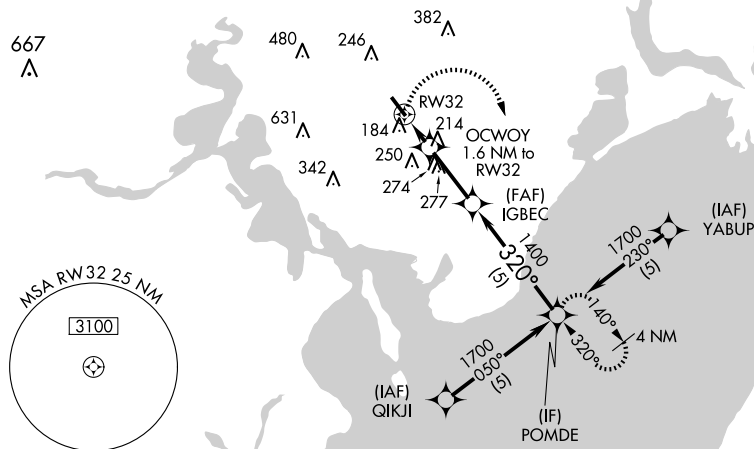 382
667
480
246
RW32
184
214
631
OCWOY
1.6 NM to
RW32
250
342
274
277
(FAF)
IGBEC
(IAF)
YABUP
1400
320°
(5)
1700
230°
(5)
MSA RW32 25 NM
3100
140°
320°
4 NM
1700
050°
(5)
(IAF)
QIKJI
(IF)
POMDE